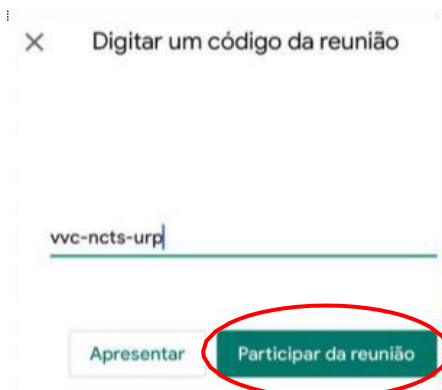 Digitar um código da reunião
vvc-ncts-urp
Apresentar
Participar da reunião